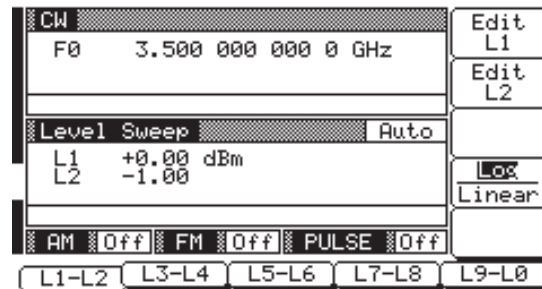 CW
F0 3.500 000 000 0 GHz
Level Sweep Auto
L1 +0.00 dBm
L2 -1.00
AM Off FM Off PULSE Off
Edit
L1
Edit
L2
Log
Linear
L1-L2 L3-L4 L5-L6 L7-L8 L9-L0